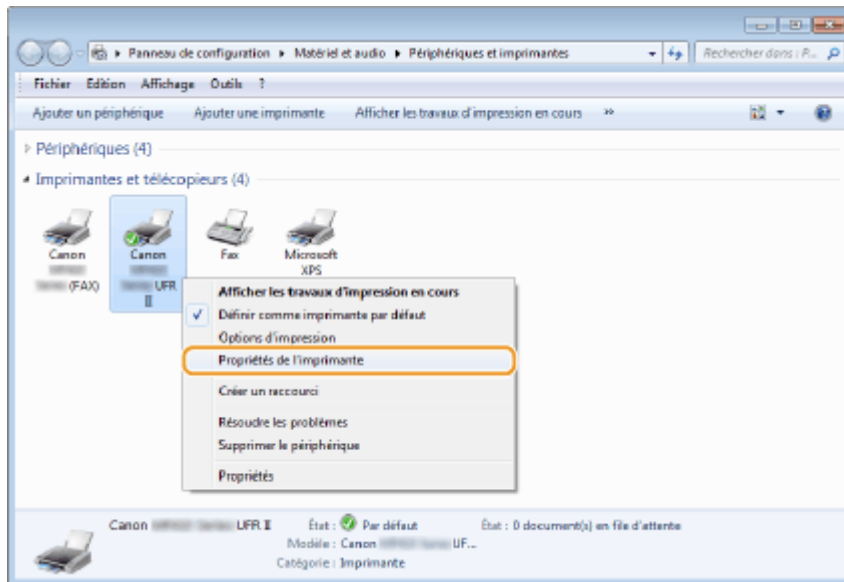 Panneau de configuration ▸ Matériel et audio ▸ Périphériques et imprimantes
Rechercher dans : P...
Fichier Edition Affichage Outils ?
Ajouter un périphérique Ajouter une imprimante Afficher les travaux d'impression en cours »
Périphériques (4)
Imprimantes et télécopieurs (4)
Canon
(FAX)
Canon
UFR
II
Fax
Microsoft
XPS
Afficher les travaux d'impression en cours
Définir comme imprimante par défaut
Options d'impression
Propriétés de l'imprimante
Créer un raccourci
Résoudre les problèmes
Supprimer le périphérique
Propriétés
Canon UFR II État : Par défaut État : 0 document(s) en file d'attente
Modèle : Canon UF...
Catégorie : Imprimante